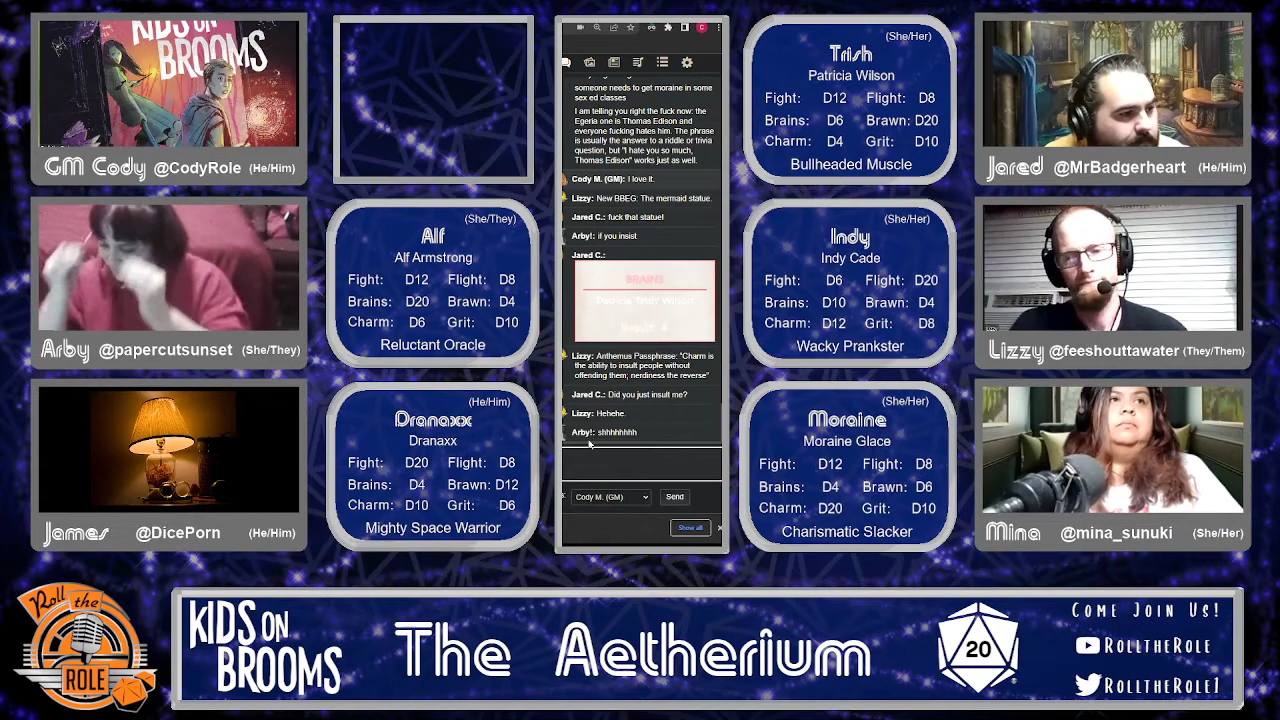 KIDS ON
BROOMS
GM Cody @CodyRole (He/Him)
Arby @papercutsunset (She/They)
James @DicePorn (He/Him)
(She/They)
Alf
Alf Armstrong
Fight: D12 Flight: D8
Brains: D20 Brawn: D4
Charm: D6 Grit: D10
Reluctant Oracle
(He/Him)
Dranaxx
Dranaxx
Fight: D20 Flight: D8
Brains: D4 Brawn: D12
Charm: D10 Grit: D6
Mighty Space Warrior
someone needs to get moraine in some
sex ed classes
I am telling you right the fuck now: the
Egeria one is Thomas Edison and
everyone fucking hates him. The phrase
is usually the answer to a riddle or trivia
question, but "I hate you so much,
Thomas Edison" works just as well.
Cody M. (GM): I love it.
Lizzy: New BBEG: The mermaid statue.
Jared C.: fuck that statue!
Arby!: if you insist
Jared C.:
BRAINS
Patricia 'Trish' Wilson
Lizzy: Anthemus Passphrase: "Charm is
the ability to insult people without
offending them; nerdiness the reverse"
Jared C.: Did you just insult me?
Lizzy: Hehehe.
Arby!: shhhhhhhh
Cody M. (GM) Send
Show all
(She/Her)
Trish
Patricia Wilson
Fight: D12 Flight: D8
Brains: D6 Brawn: D20
Charm: D4 Grit: D10
Bullheaded Muscle
(She/Her)
Indy
Indy Cade
Fight: D6 Flight: D20
Brains: D10 Brawn: D4
Charm: D12 Grit: D8
Wacky Prankster
(She/Her)
Moraine
Moraine Glace
Fight: D12 Flight: D8
Brains: D4 Brawn: D6
Charm: D20 Grit: D10
Charismatic Slacker
Jared @MrBadgerheart (He/Him)
Lizzy @feeshouttawater (They/Them)
Mina @mina_sunuki (She/Her)
Roll the
ROLE
KIDS ON
BROOMS
The Aetherium
20
Come Join Us!
RolltheRole
RolltheRole1